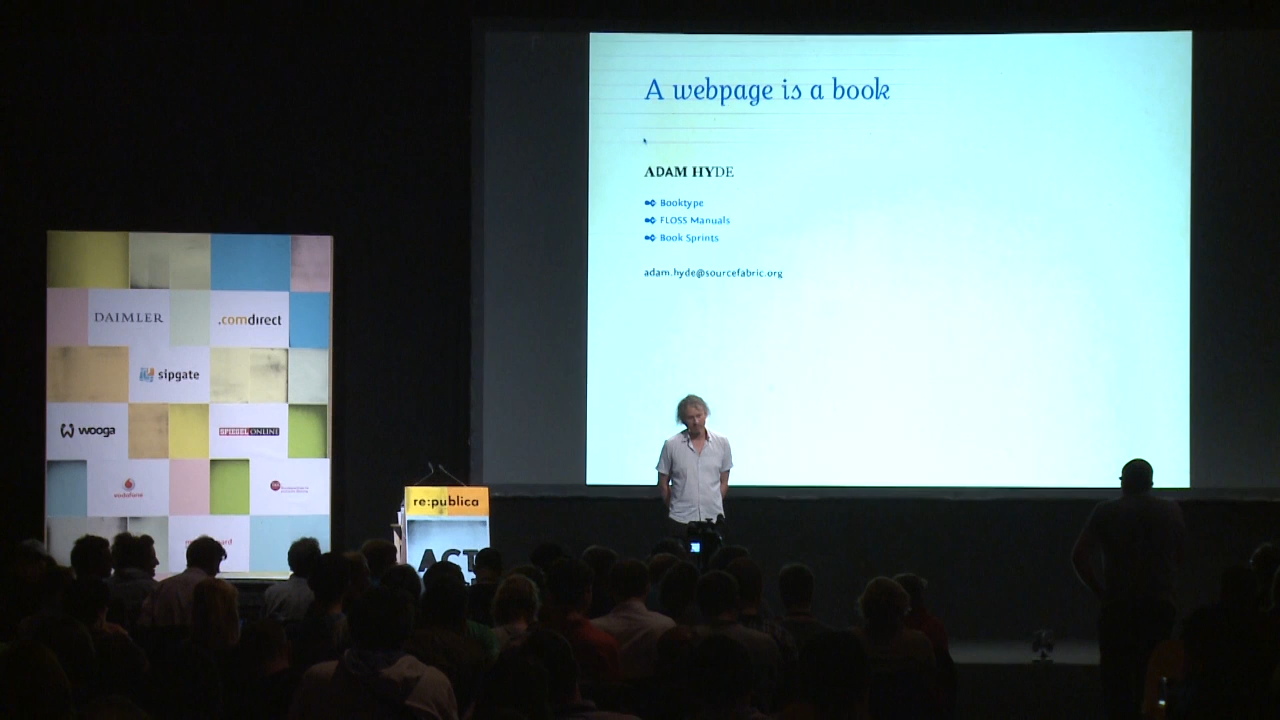 A webpage is a book
ADAM HYDE
Booktype
FLOSS Manuals
Book Sprints
adam.hyde@sourcefabric.org
DAIMLER
.comdirect
sipgate
wooga
SPIEGEL ONLINE
vodafone
re:publica
ACT